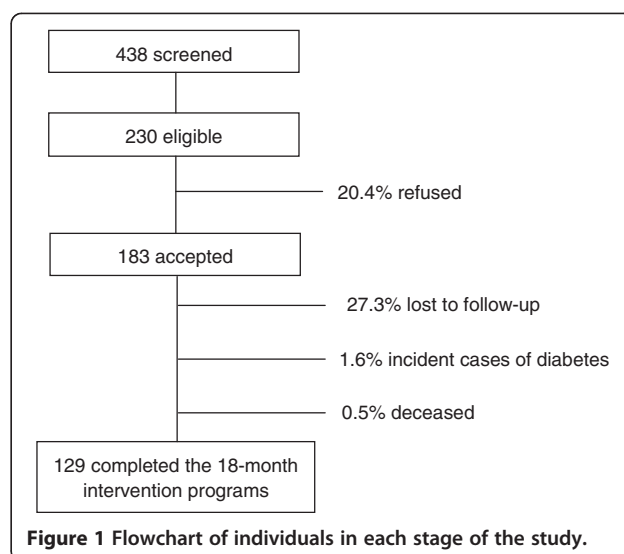 438 screened
230 eligible
20.4% refused
183 accepted
27.3% lost to follow-up
1.6% incident cases of diabetes
0.5% deceased
129 completed the 18-month
intervention programs
Figure 1 Flowchart of individuals in each stage of the study.